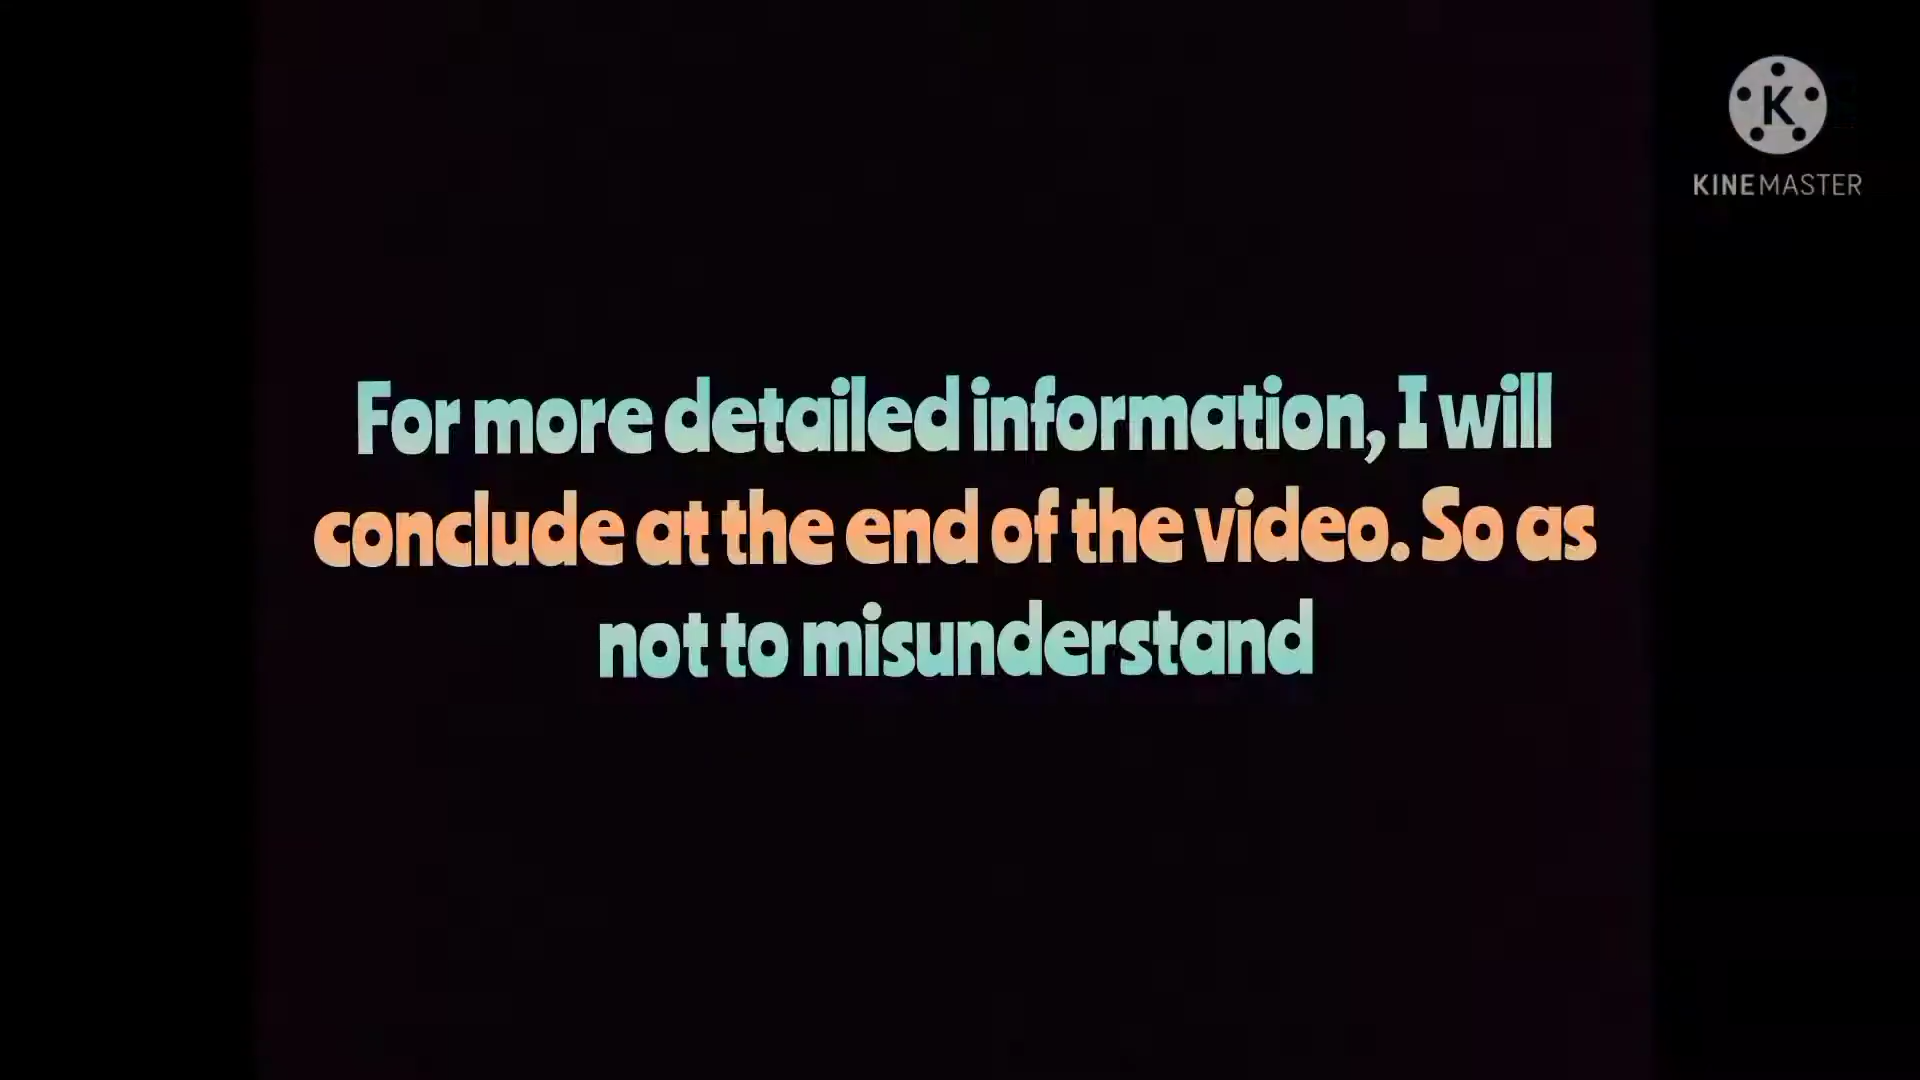 K
KINEMASTER
For more detailed information, I will
conclude at the end of the video. So as
not to misunderstand